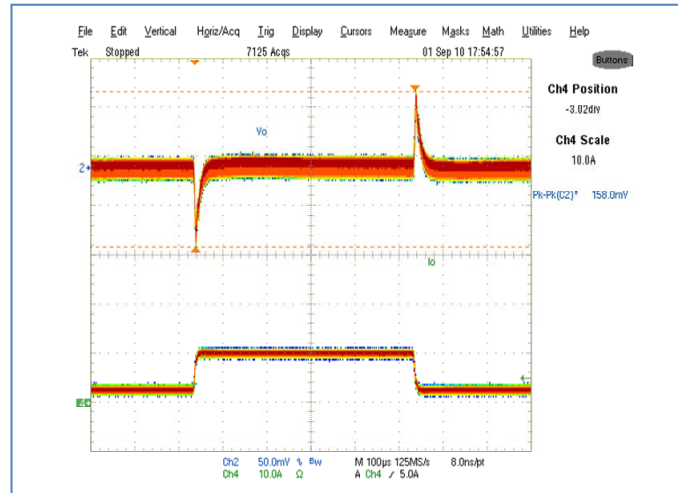 File Edit Vertical Horiz/Acq Trig Display Cursors Measure Masks Math Utilities Help
Tek Stopped 7125 Acqs 01 Sep 10 17:54:57
Buttons
Ch4 Position
-3.02div
Ch4 Scale
10.0A
Pk-Pk(C2)* 158.0mV
Vo
2
Io
4
Ch2 50.0mV % Bw M 100µs 125MS/s 8.0ns/pt
Ch4 10.0A Ω A Ch4 / 5.0A